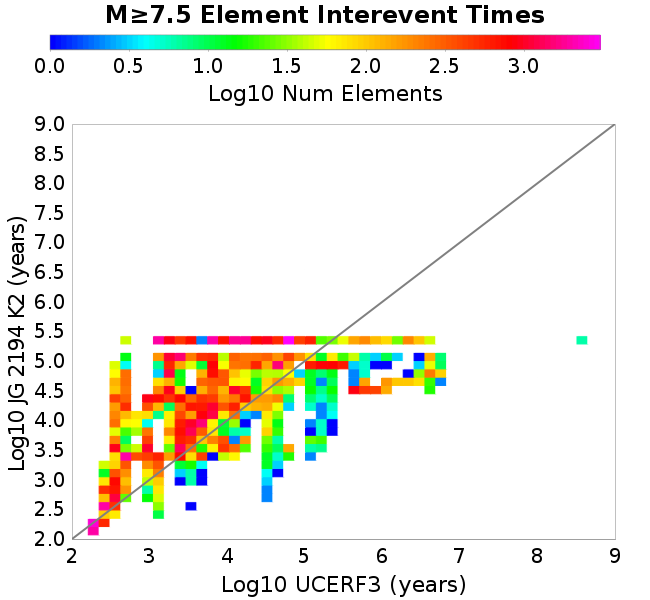 M≥7.5 Element Interevent Times
0.0 0.5 1.0 1.5 2.0 2.5 3.0
Log10 Num Elements
Log10 JG 2194 K2 (years)
9.0
8.5
8.0
7.5
7.0
6.5
6.0
5.5
5.0
4.5
4.0
3.5
3.0
2.5
2.0
2 3 4 5 6 7 8 9
Log10 UCERF3 (years)